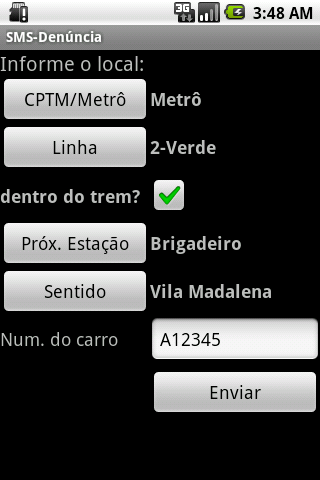 3G 3:48 AM
SMS-Denúncia
Informe o local:
CPTM/Metrô Metrô
Linha 2-Verde
dentro do trem?
Próx. Estação Brigadeiro
Sentido Vila Madalena
Num. do carro A12345
Enviar